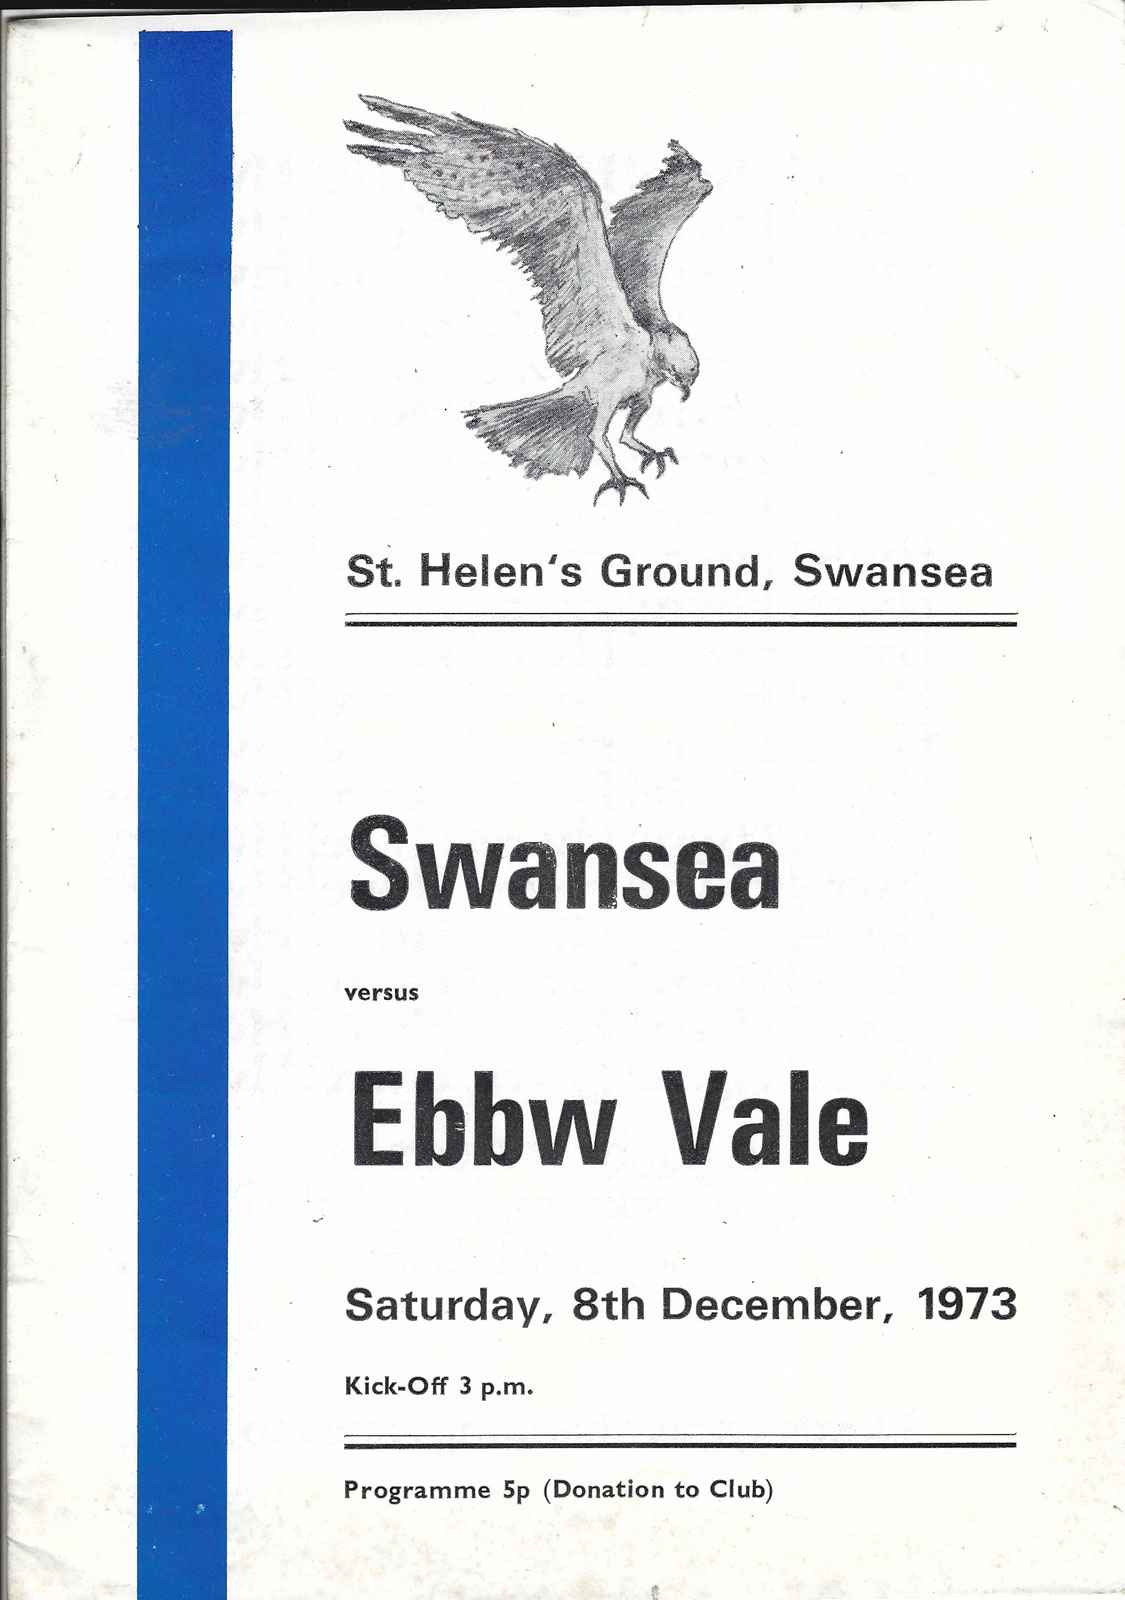 St. Helen‘s Ground, Swansea
Swansea
versus
Ebbw Vale
Saturday, 8th December, 1973
Kick-Off 3 p.m.
Programme 5p (Donation to Club)